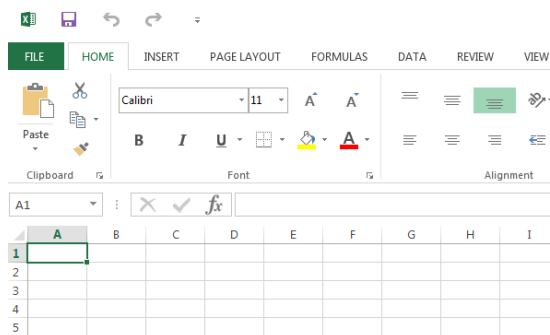 FILE HOME INSERT PAGE LAYOUT FORMULAS DATA REVIEW VIEW
Calibri 11 A A
Paste B I U A
Clipboard Font Alignment
A1 fx
A B C D E F G H I
1
2
3
4
5